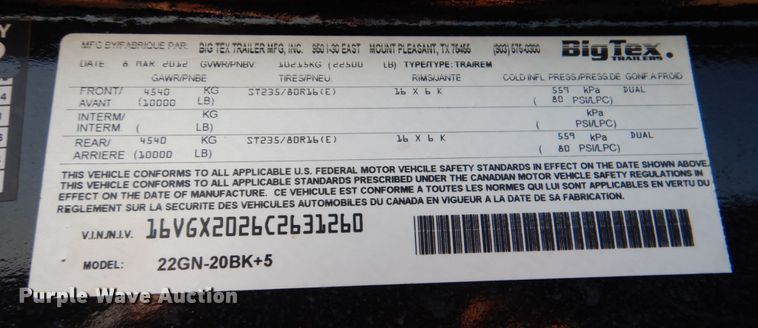 MFG BY/FABRIQUE PAR: BIG TEX TRAILER MFG, INC. 950 I-30 EAST MOUNT PLEASANT, TX 75455 (903) 575-0300 BigTex TRAILERS
DATE: 6 MAR 2012 GVWR/PNBV: 10215KG (22500 LB) TYPE/TYPE: TRA/REM
GAWR/PNBE TIRES/PNEU RIMS/JANTE COLD INFL. PRESS/PRESS DE GONF. A FROID
FRONT/ 4540 KG ST235/80R16(E) 16 X 6 K 559 kPa DUAL
AVANT (10000 LB) ( 80 PSI/LPC)
INTERM/ KG kPa
INTERM. ( LB) ( PSI/LPC)
REAR/ 4540 KG ST235/80R16(E) 16 X 6 K 559 kPa DUAL
ARRIERE (10000 LB) ( 80 PSI/LPC)
THIS VEHICLE CONFORMS TO ALL APPLICABLE U.S. FEDERAL MOTOR VEHICLE SAFETY STANDARDS IN EFFECT ON THE DATE SHOWN ABOVE.
THIS VEHICLE CONFORMS TO ALL APPLICABLE STANDARDS PRESCRIBED UNDER THE CANADIAN MOTOR VEHICLE SAFETY REGULATIONS IN
EFFECT ON THE DATE OF MANUFACTURE. CE VEHICULE EST CONFORME A TOUTES LES NORMES QUI LUI SONT APPLICABLES EN VERTU DU
REGLEMENT SUR LA SECURITE DES VEHICULES AUTOMOBILES DU CANADA EN VIGUEUR A LA DATE DE SA FABRICATION.
V.I.N./N.I.V. 16VGX2026C2631260
MODEL: 22GN-20BK+5
Purple Wave Auction